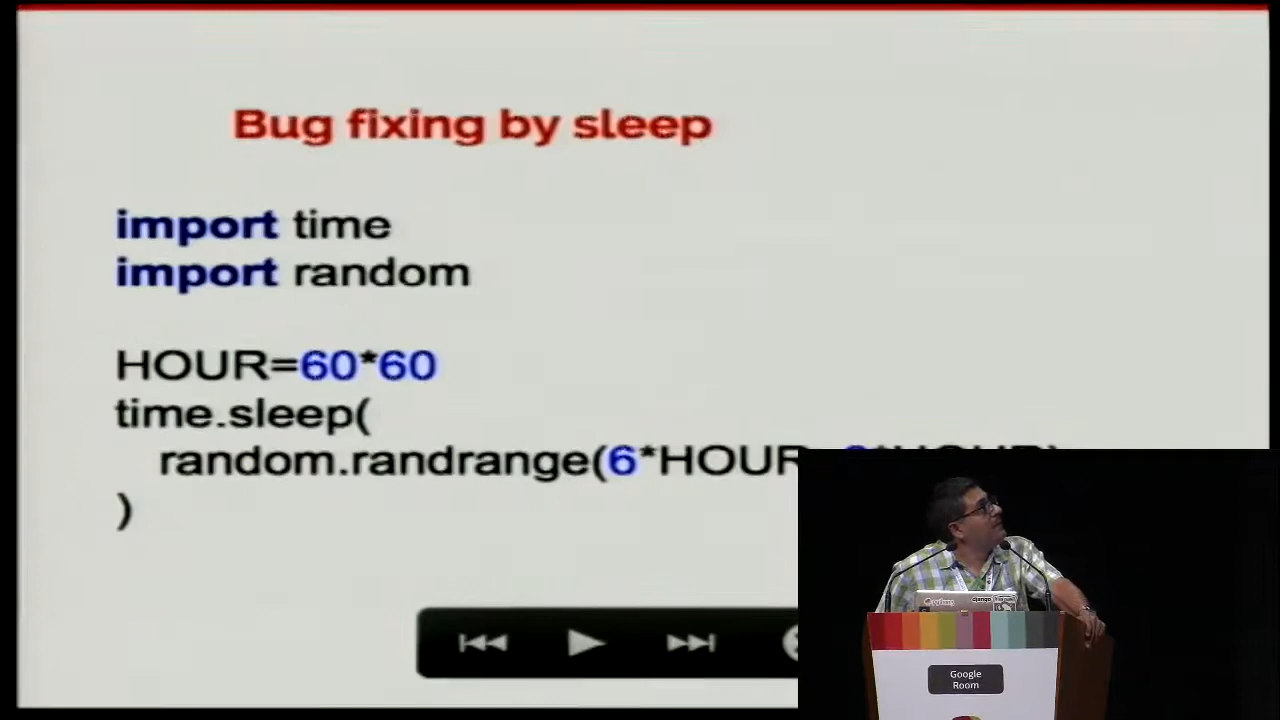 Bug fixing by sleep
import time
import random
HOUR=60*60
time.sleep(
random.randrange(6*HOUR
)
django
Google
Room